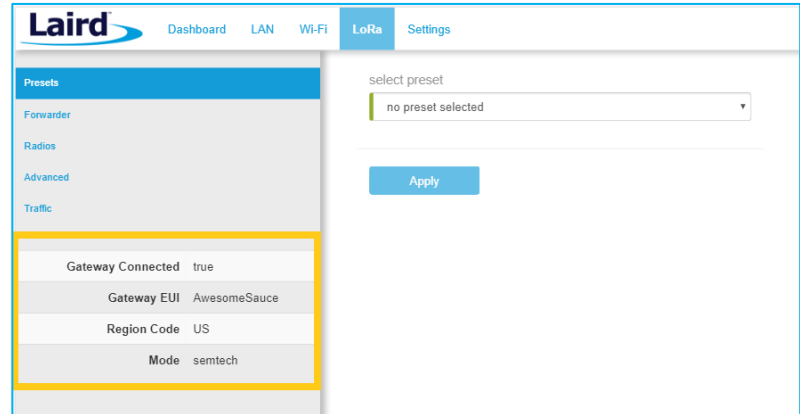 Laird™
Dashboard LAN Wi-Fi LoRa Settings
Presets
Forwarder
Radios
Advanced
Traffic
Gateway Connected true
Gateway EUI AwesomeSauce
Region Code US
Mode semtech
select preset
no preset selected
Apply